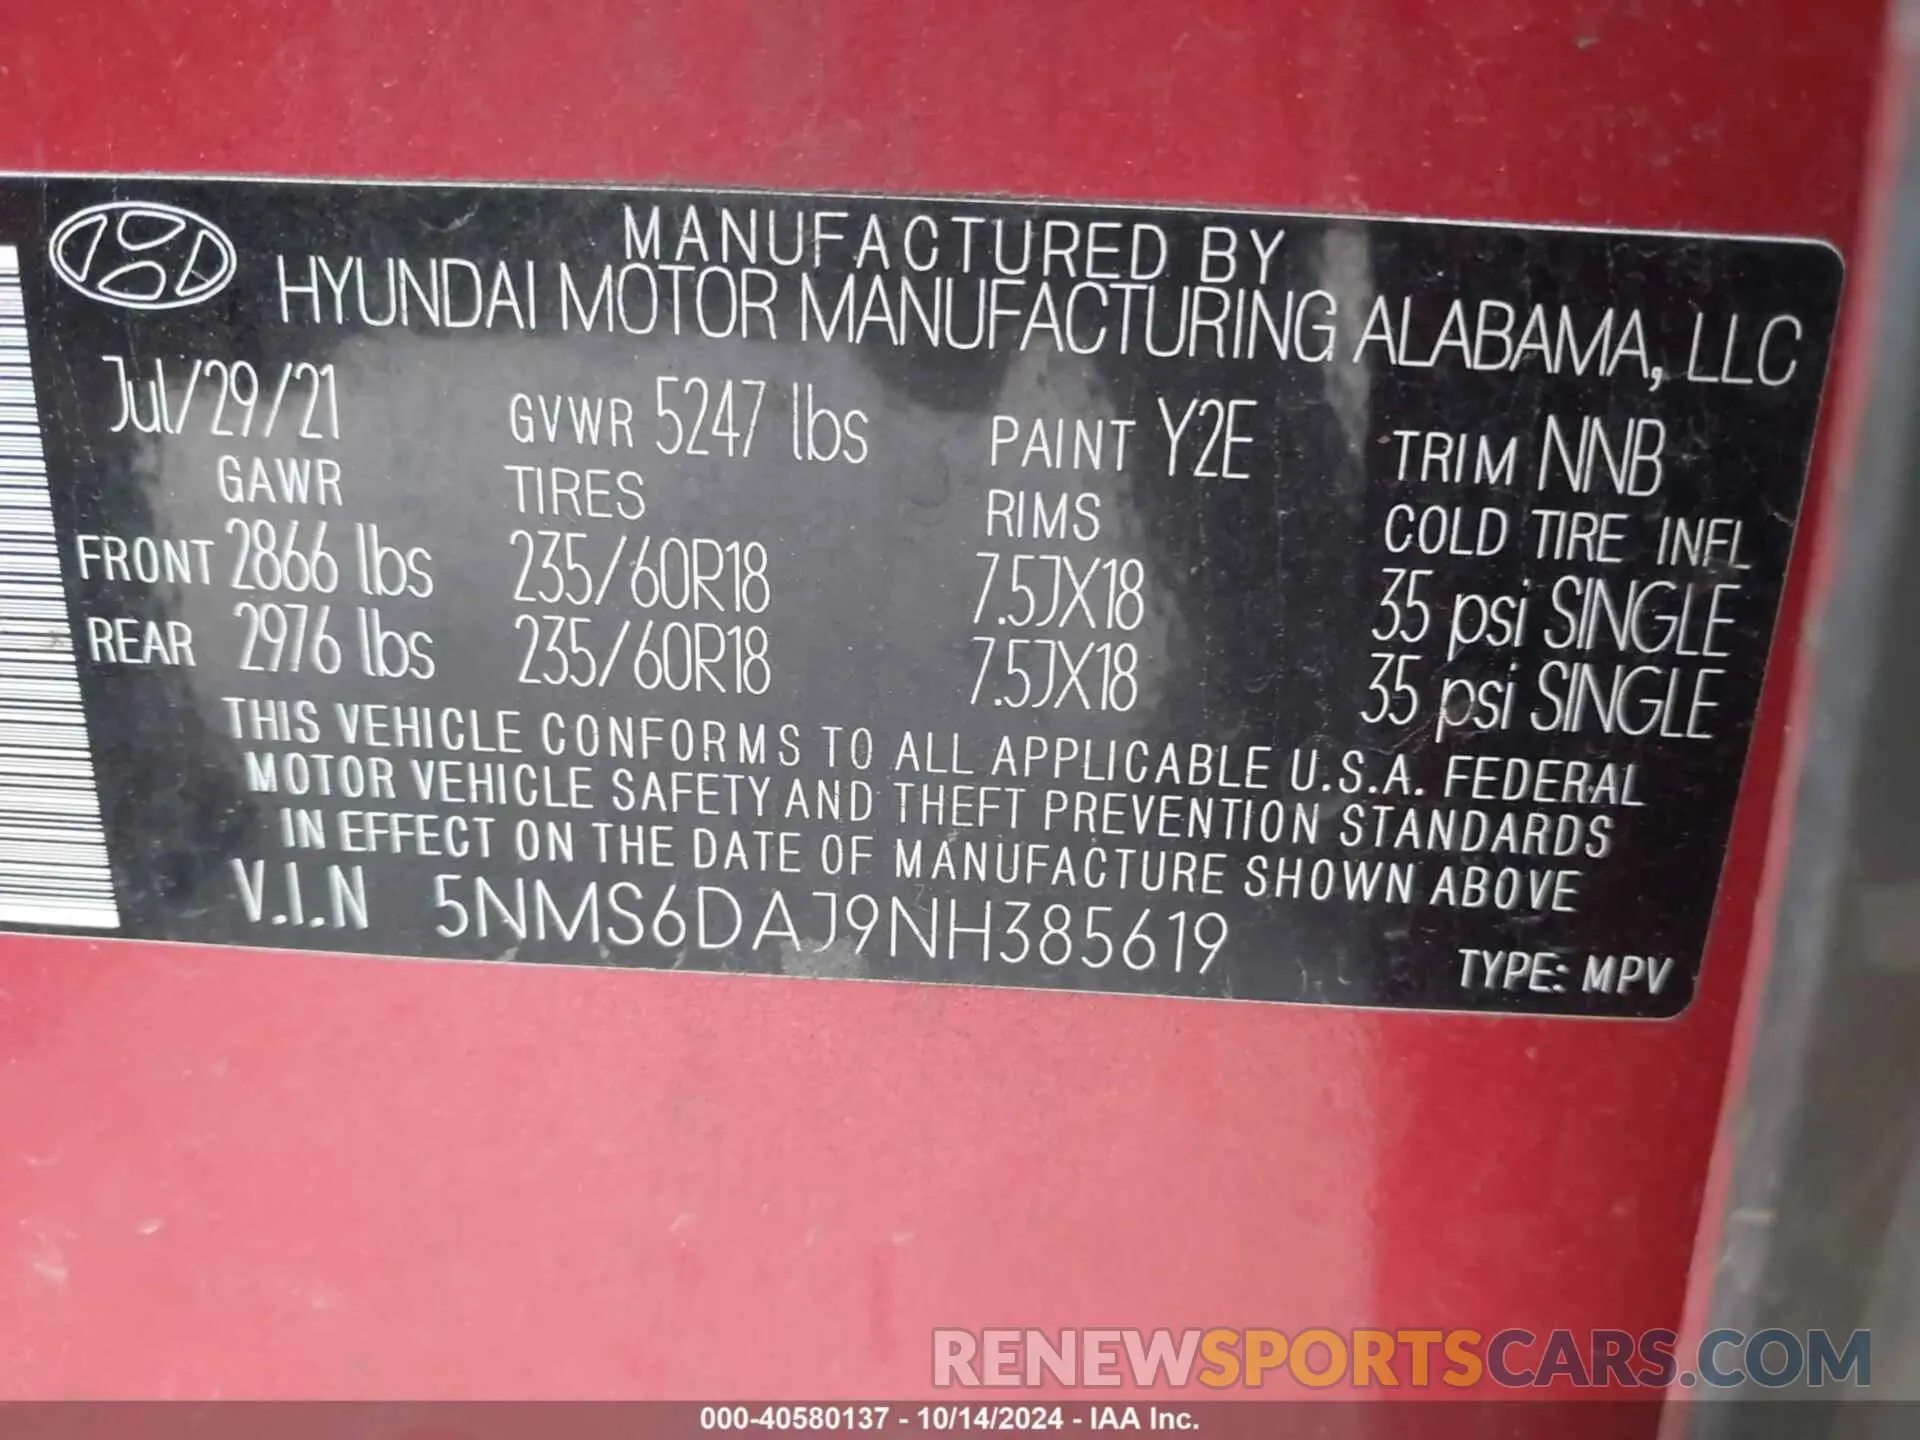 MANUFACTURED BY
HYUNDAI MOTOR MANUFACTURING ALABAMA, LLC
Jul/29/21 GVWR 5247 lbs PAINT Y2E TRIM NNB
GAWR TIRES RIMS COLD TIRE INFL
FRONT 2866 lbs 235/60R18 7.5JX18 35 psi SINGLE
REAR 2976 lbs 235/60R18 7.5JX18 35 psi SINGLE
THIS VEHICLE CONFORMS TO ALL APPLICABLE U.S.A. FEDERAL
MOTOR VEHICLE SAFETY AND THEFT PREVENTION STANDARDS
IN EFFECT ON THE DATE OF MANUFACTURE SHOWN ABOVE
V.I.N 5NMS6DAJ9NH385619
TYPE: MPV
RENEWSPORTSCARS.COM
000-40580137 - 10/14/2024 - IAA Inc.